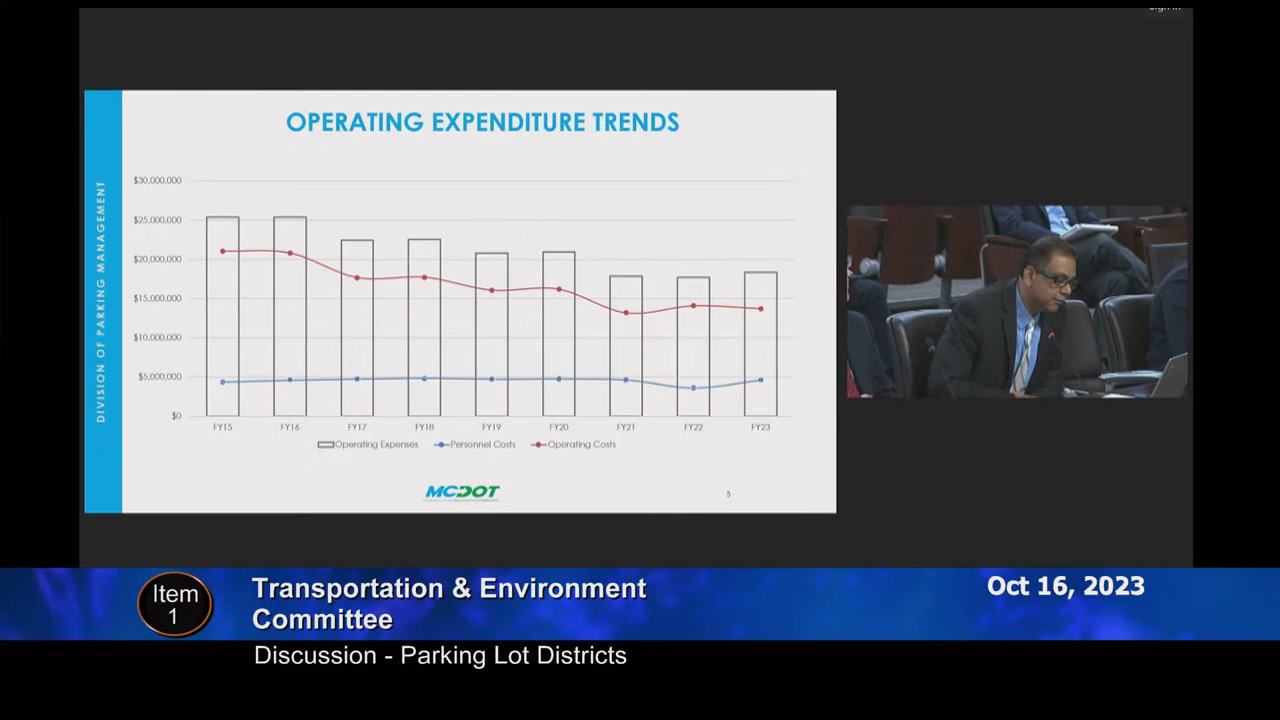 Sign In
OPERATING EXPENDITURE TRENDS
DIVISION OF PARKING MANAGEMENT
$30,000,000
$25,000,000
$20,000,000
$15,000,000
$10,000,000
$5,000,000
$0
FY15 FY16 FY17 FY18 FY19 FY20 FY21 FY22 FY23
Operating Expenses Personnel Costs Operating Costs
MCDOT
5
Item
1
Transportation & Environment
Committee
Oct 16, 2023
Discussion - Parking Lot Districts